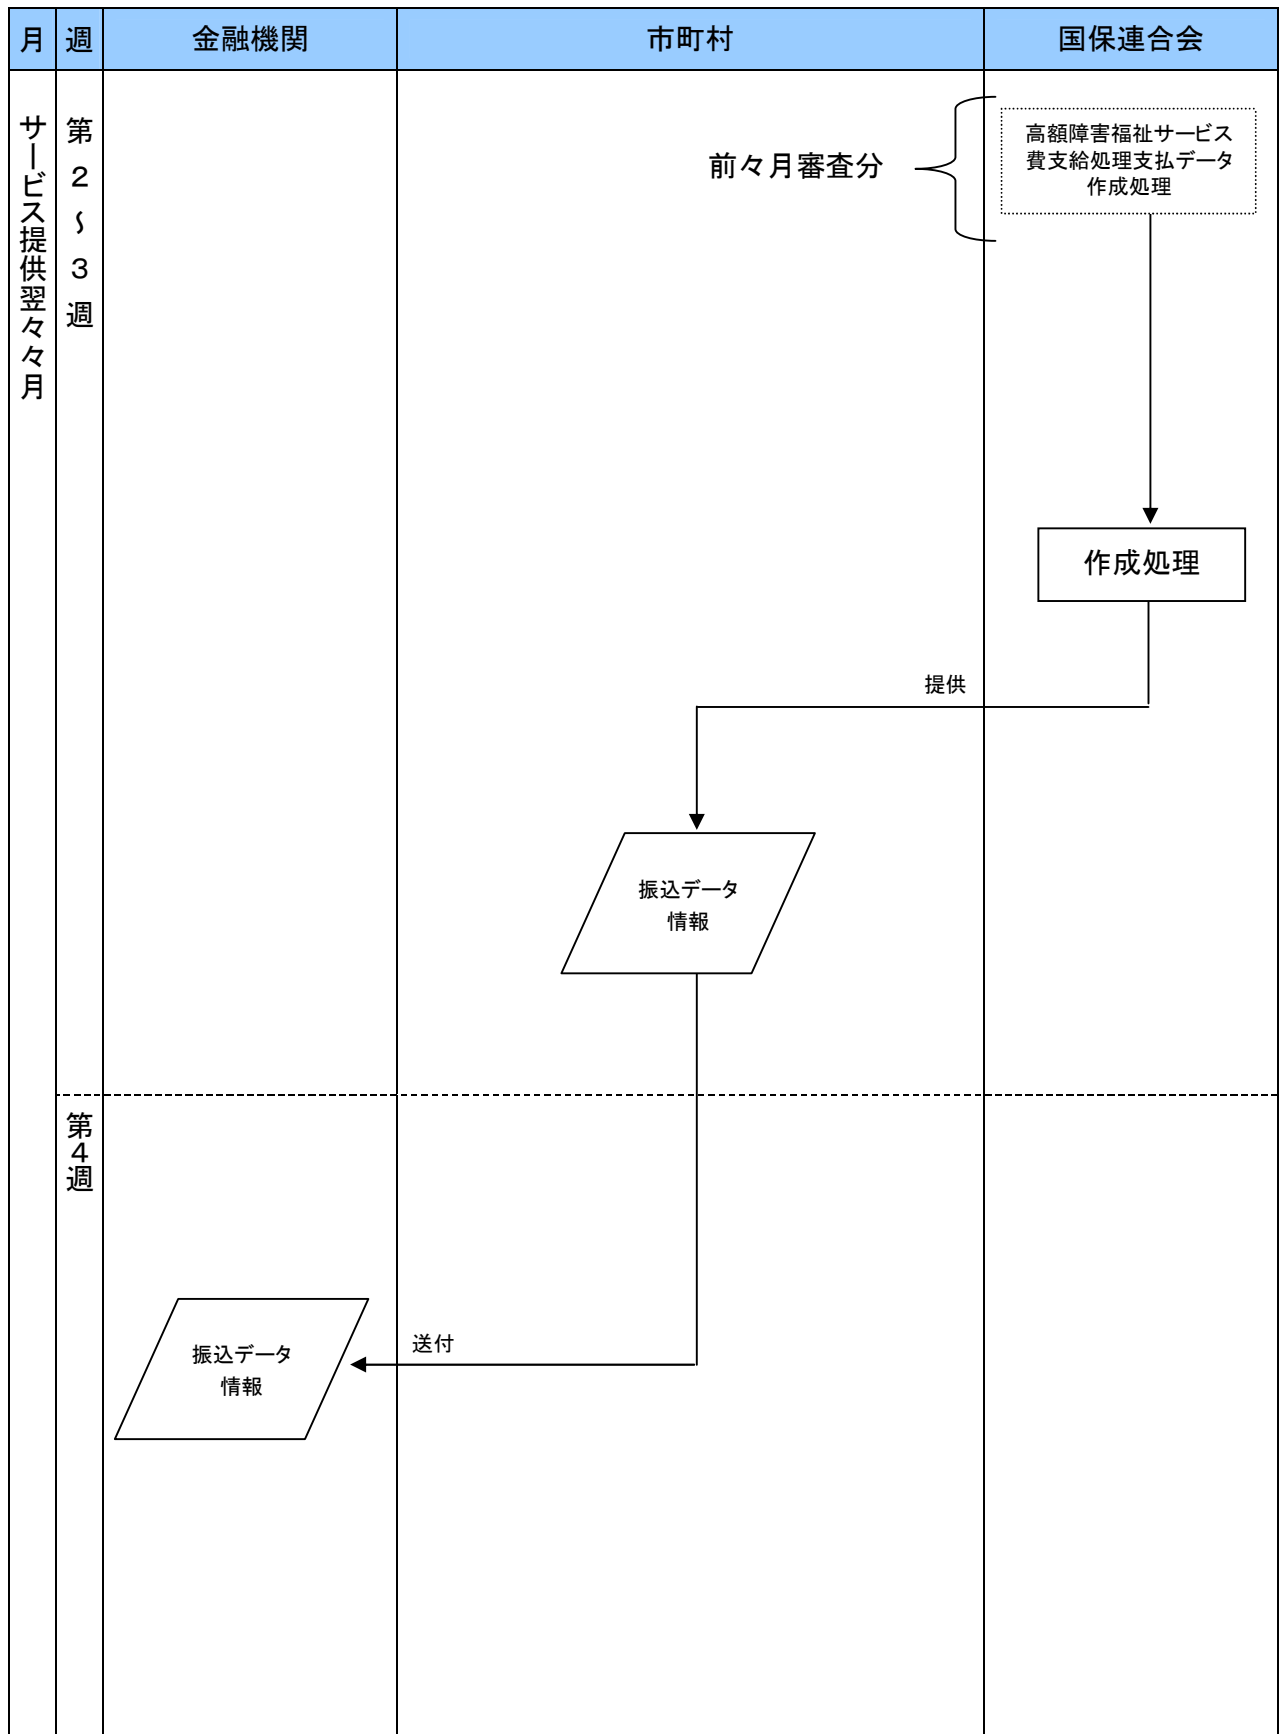 月
週
金融機関
市町村
国保連合会
サービス提供翌々々月
第２～３週
前々月審査分
高額障害福祉サービス
費支給処理支払データ
作成処理
作成処理
提供
振込データ
情報
第４週
送付
振込データ
情報